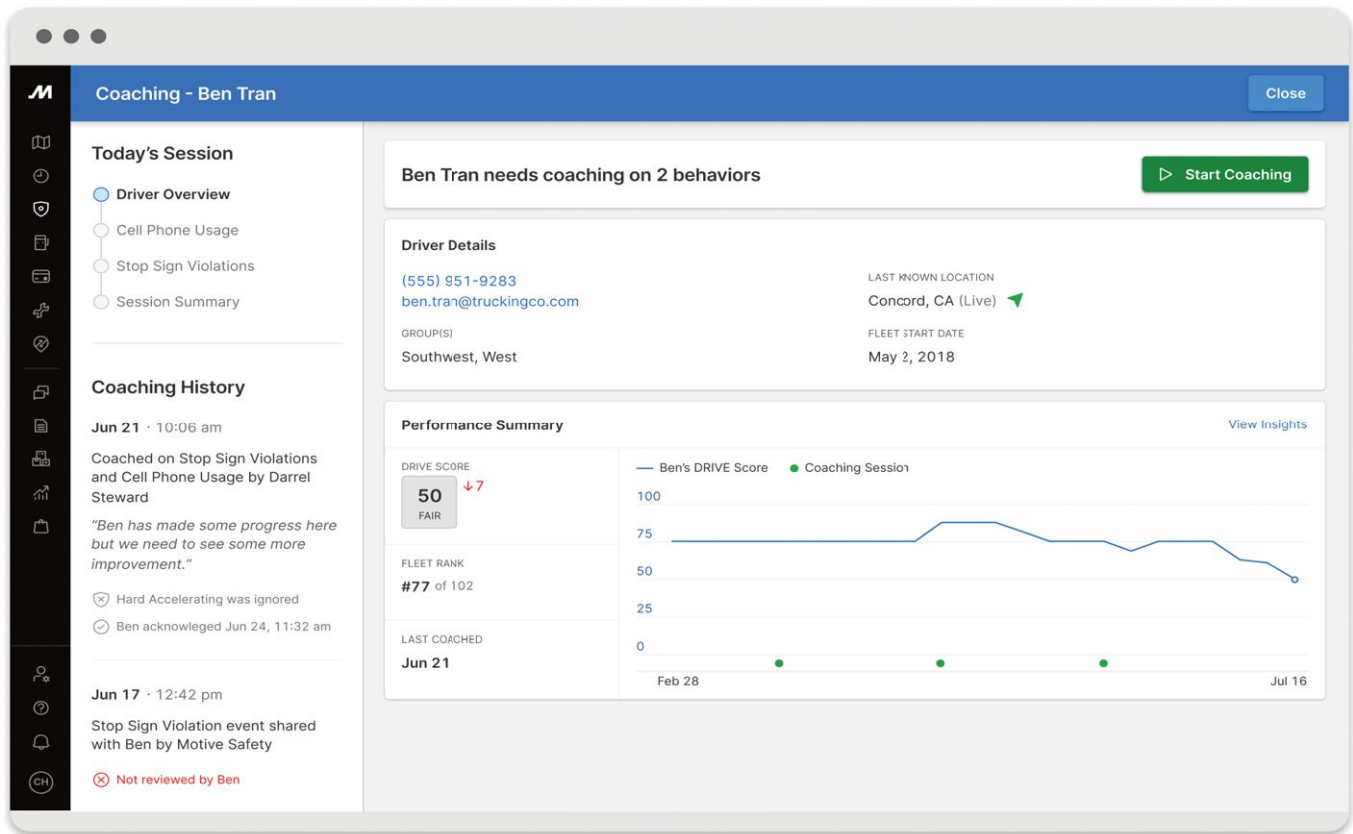 Coaching - Ben Tran
Close
Today's Session
Driver Overview
Cell Phone Usage
Stop Sign Violations
Session Summary
Coaching History
Jun 21 · 10:06 am
Coached on Stop Sign Violations
and Cell Phone Usage by Darrel
Steward
"Ben has made some progress here
but we need to see some more
improvement."
Hard Accelerating was ignored
Ben acknowleged Jun 24, 11:32 am
Jun 17 · 12:42 pm
Stop Sign Violation event shared
with Ben by Motive Safety
Not reviewed by Ben
CH
Ben Tran needs coaching on 2 behaviors
Start Coaching
Driver Details
(555) 951-9283
ben.tran@truckingco.com
LAST KNOWN LOCATION
Concord, CA (Live)
GROUP(S)
Southwest, West
FLEET START DATE
May 2, 2018
Performance Summary
View Insights
DRIVE SCORE
50
FAIR
↓7
FLEET RANK
#77 of 102
LAST COACHED
Jun 21
Ben's DRIVE Score
Coaching Session
100
75
50
25
0
Feb 28
Jul 16